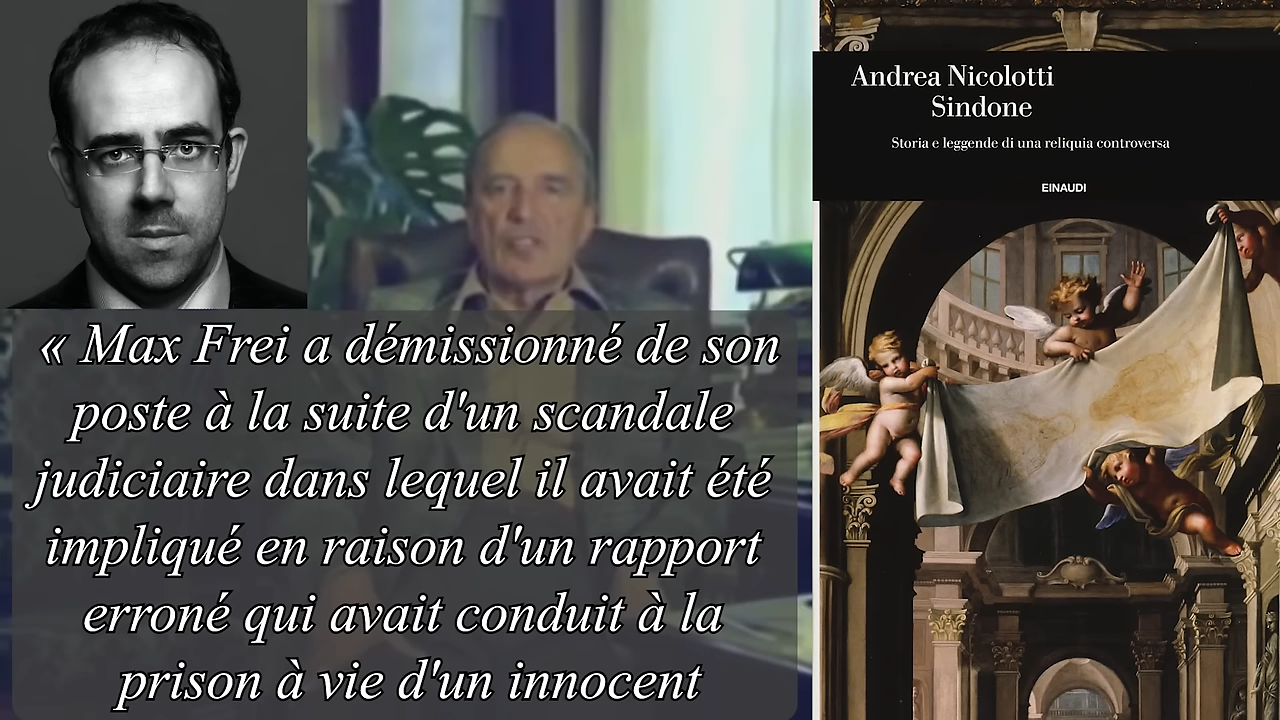 « Max Frei a démissionné de son
poste à la suite d'un scandale
judiciaire dans lequel il avait été
impliqué en raison d'un rapport
erroné qui avait conduit à la
prison à vie d'un innocent
Andrea Nicolotti
Sindone
Storia e leggende di una reliquia controversa
EINAUDI